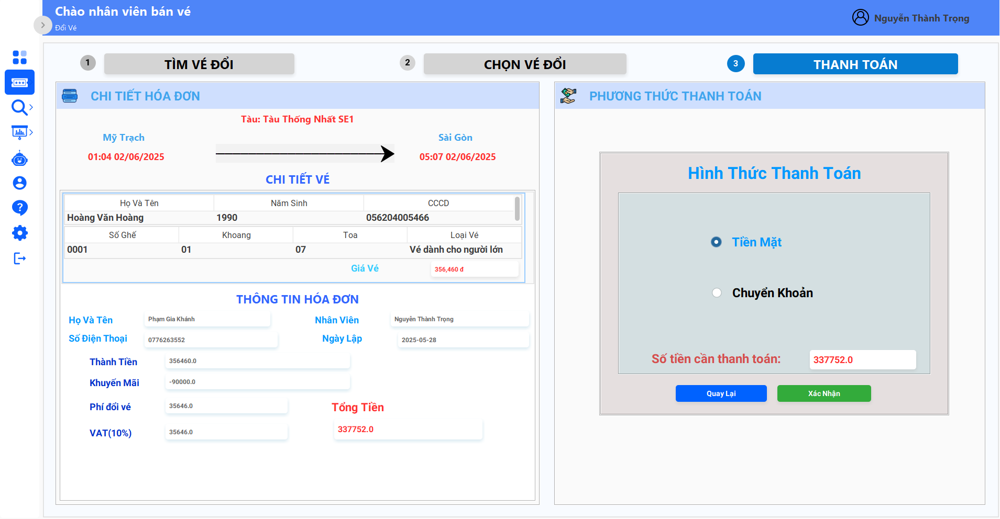 Chào nhân viên bán vé
Đổi Vé
Nguyễn Thành Trọng
1
TÌM VÉ ĐỔI
2
CHỌN VÉ ĐỔI
3
THANH TOÁN
CHI TIẾT HÓA ĐƠN
Tàu: Tàu Thống Nhất SE1
Mỹ Trạch
Sài Gòn
01:04 02/06/2025
05:07 02/06/2025
CHI TIẾT VÉ
Họ Và Tên
Năm Sinh
CCCD
Hoàng Văn Hoàng
1990
056204005466
Số Ghế
Khoang
Toa
Loại Vé
0001
01
07
Vé dành cho người lớn
Giá Vé
356,460 đ
THÔNG TIN HÓA ĐƠN
Họ Và Tên
Phạm Gia Khánh
Nhân Viên
Nguyễn Thành Trọng
Số Điện Thoại
0776263552
Ngày Lập
2025-05-28
Thành Tiền
356460.0
Khuyến Mãi
-90000.0
Phí đổi vé
35646.0
Tổng Tiền
VAT(10%)
35646.0
337752.0
PHƯƠNG THỨC THANH TOÁN
Hình Thức Thanh Toán
Tiền Mặt
Chuyển Khoản
Số tiền cần thanh toán:
337752.0
Quay Lại
Xác Nhận